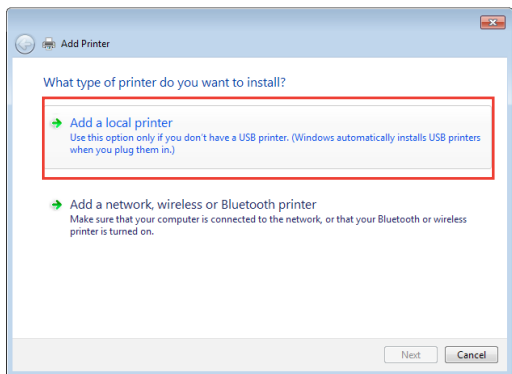 Add Printer
What type of printer do you want to install?
Add a local printer
Use this option only if you don't have a USB printer. (Windows automatically installs USB printers
when you plug them in.)
Add a network, wireless or Bluetooth printer
Make sure that your computer is connected to the network, or that your Bluetooth or wireless
printer is turned on.
Next Cancel